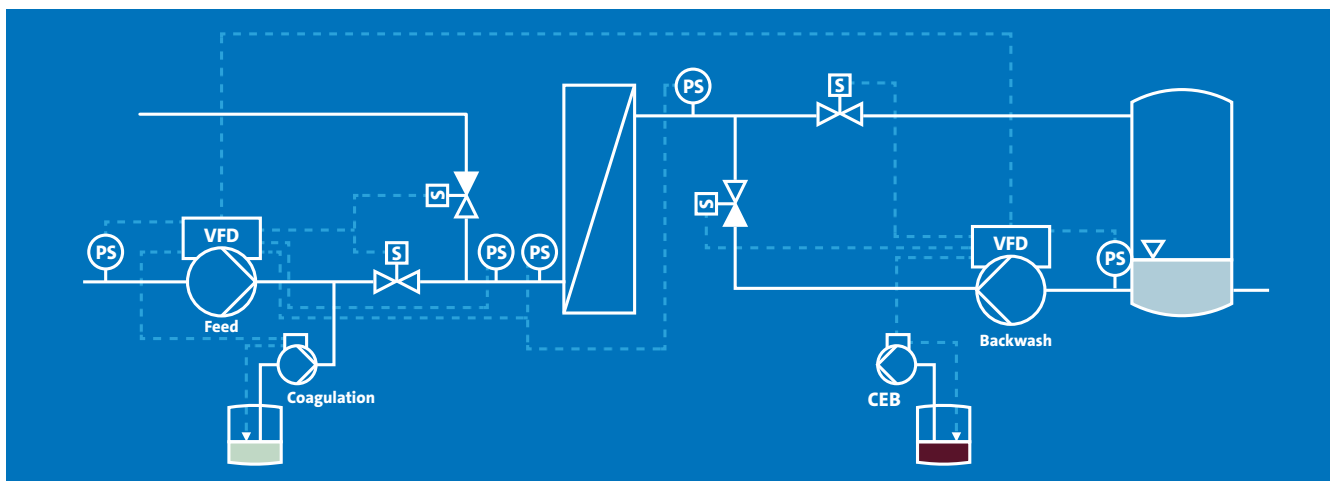 PS
S
S
S
VFD
VFD
PS
S
PS
PS
PS
Feed
Backwash
Coagulation
CEB